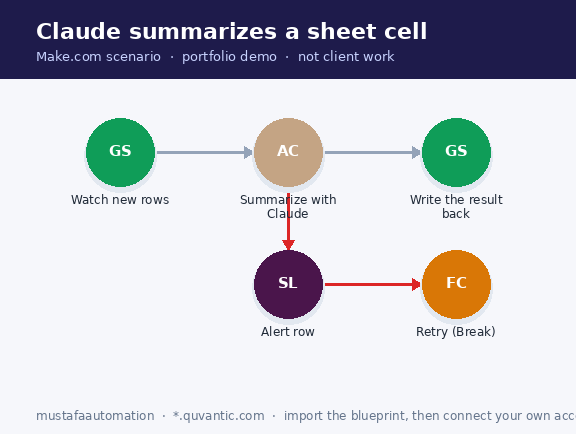 Claude summarizes a sheet cell
Make.com scenario · portfolio demo · not client work
GS
AC
GS
Watch new rows
Summarize with
Claude
Write the result
back
SL
FC
Alert row
Retry (Break)
mustafaautomation · *.quvantic.com · import the blueprint, then connect your own